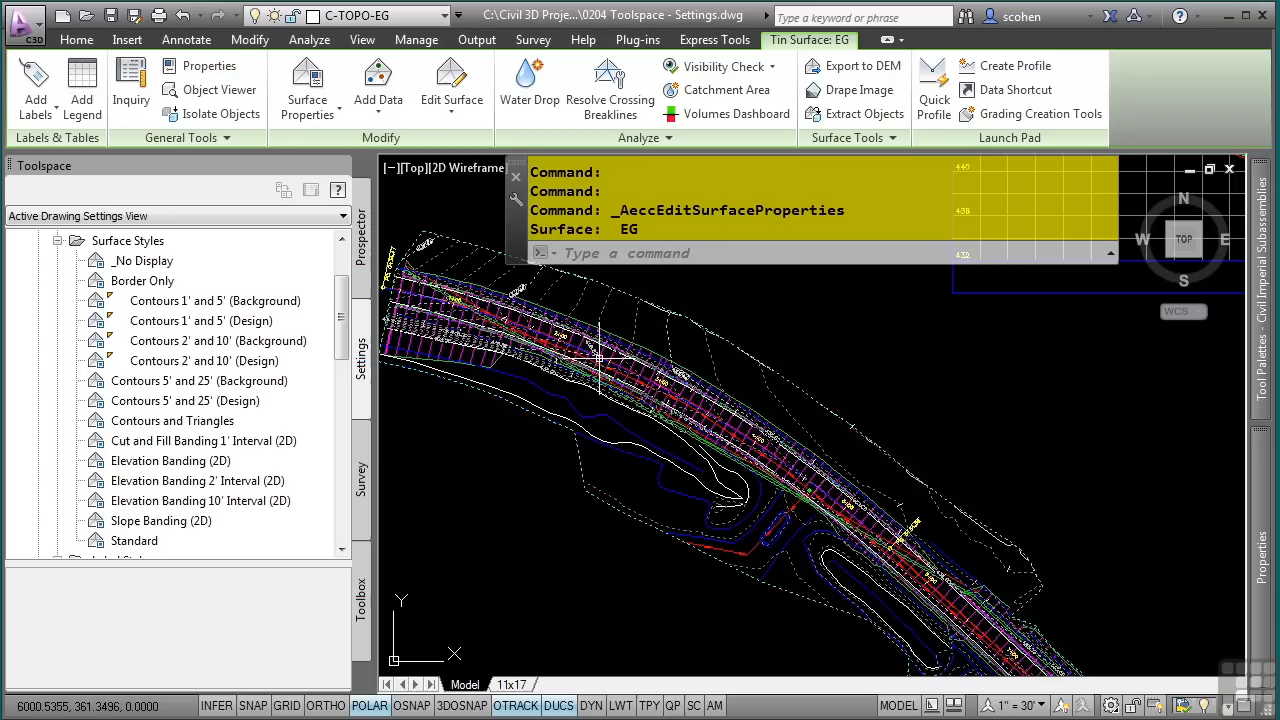 C-TOPO-EG
C:\Civil 3D Proje...\0204 Toolspace - Settings.dwg
Type a keyword or phrase
scohen
C3D
Home Insert Annotate Modify Analyze View Manage Output Survey Help Plug-ins Express Tools Tin Surface: EG
Add Labels
Add Legend
Inquiry
Properties
Object Viewer
Isolate Objects
Surface Properties
Add Data
Edit Surface
Water Drop
Resolve Crossing Breaklines
Visibility Check
Catchment Area
Volumes Dashboard
Export to DEM
Drape Image
Extract Objects
Quick Profile
Create Profile
Data Shortcut
Grading Creation Tools
Labels & Tables
General Tools
Modify
Analyze
Surface Tools
Launch Pad
Toolspace
Active Drawing Settings View
Surface Styles
_No Display
Border Only
Contours 1' and 5' (Background)
Contours 1' and 5' (Design)
Contours 2' and 10' (Background)
Contours 2' and 10' (Design)
Contours 5' and 25' (Background)
Contours 5' and 25' (Design)
Contours and Triangles
Cut and Fill Banding 1' Interval (2D)
Elevation Banding (2D)
Elevation Banding 2' Interval (2D)
Elevation Banding 10' Interval (2D)
Slope Banding (2D)
Standard
Prospector
Settings
Survey
Toolbox
[−][Top][2D Wireframe
Command:
Command:
Command: _AeccEditSurfaceProperties
Surface: EG
Type a command
440
436
432
N
W TOP E
S
WCS
Tool Palettes - Civil Imperial Subassemblies
Properties
Y
X
Model 11x17
6000.5355, 361.3496, 0.0000
INFER SNAP GRID ORTHO POLAR OSNAP 3DOSNAP OTRACK DUCS DYN LWT TPY QP SC AM
MODEL
1" = 30'